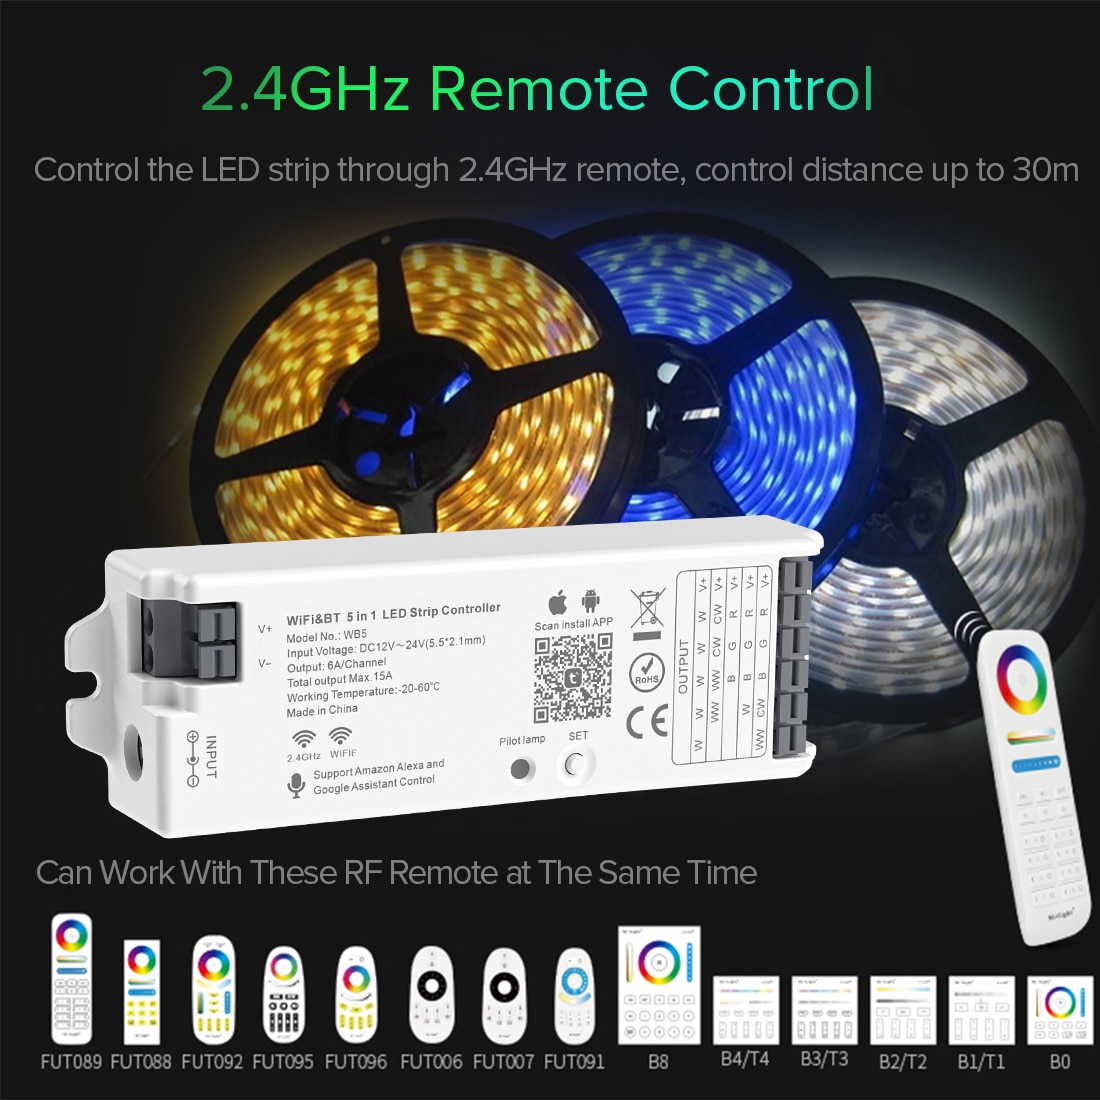 2.4GHz Remote Control
Control the LED strip through 2.4GHz remote, control distance up to 30m
WiFi&BT 5 in 1 LED Strip Controller
Model No.: WB5
Input Voltage: DC12V~24V(5.5*2.1mm)
Output: 6A/Channel
Total output Max.15A
Working Temperature:-20-60°C
Made in China
2.4GHz WIFIF
Support Amazon Alexa and
Google Assistant Control
V+
V-
INPUT
Scan install APP
RoHS
CE
Pilot lamp SET
OUTPUT
W W W W V+
WW CW WW CW V+
B G R V+
W B G R V+
WW CW B G R V+
Mi·Light
Can Work With These RF Remote at The Same Time
FUT089 FUT088 FUT092 FUT095 FUT096 FUT006 FUT007 FUT091 B8 B4/T4 B3/T3 B2/T2 B1/T1 B0